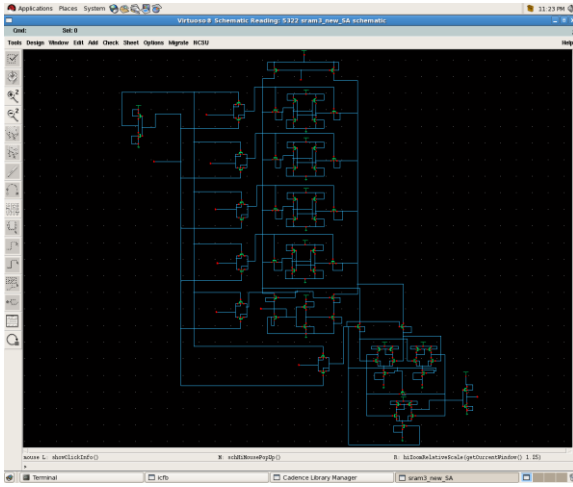 Applications Places System
11:23 PM
Virtuoso® Schematic Reading: 5322 sram3_new_SA schematic
Cmd: Sel: 0
Tools Design Window Edit Add Check Sheet Options Migrate NCSU Help
mouse L: showClickInfo() M: schHiMousePopUp() R: hiZoomRelativeScale(getCurrentWindow() 1.25)
>
Terminal icfb Cadence Library Manager sram3_new_SA